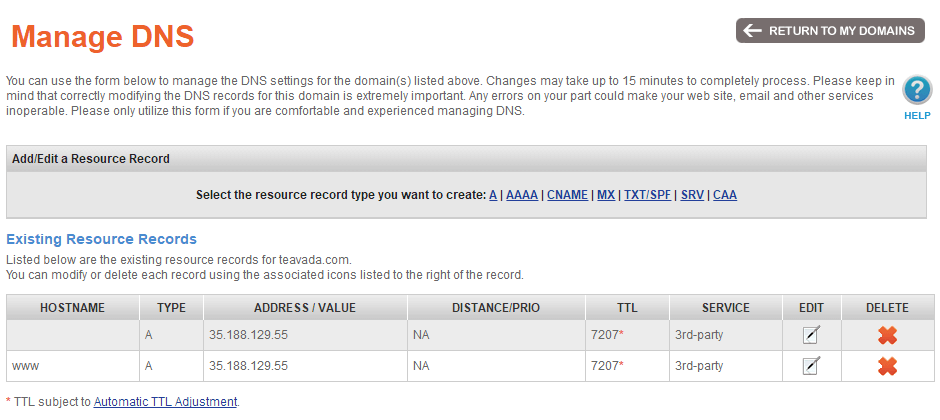 Manage DNS
RETURN TO MY DOMAINS
You can use the form below to manage the DNS settings for the domain(s) listed above. Changes may take up to 15 minutes to completely process. Please keep in
mind that correctly modifying the DNS records for this domain is extremely important. Any errors on your part could make your web site, email and other services
inoperable. Please only utilize this form if you are comfortable and experienced managing DNS.
?
HELP
Add/Edit a Resource Record
Select the resource record type you want to create: A | AAAA | CNAME | MX | TXT/SPF | SRV | CAA
Existing Resource Records
Listed below are the existing resource records for teavada.com.
You can modify or delete each record using the associated icons listed to the right of the record.
HOSTNAME TYPE ADDRESS / VALUE DISTANCE/PRIO TTL SERVICE EDIT DELETE
A 35.188.129.55 NA 7207* 3rd-party
www A 35.188.129.55 NA 7207* 3rd-party
* TTL subject to Automatic TTL Adjustment.